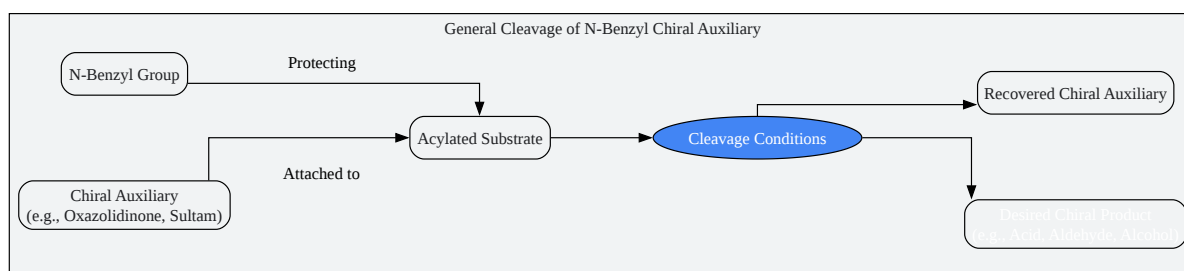 General Cleavage of N-Benzyl Chiral Auxiliary
N-Benzyl Group
Protecting
Recovered Chiral Auxiliary
Acylated Substrate
Cleavage Conditions
Attached to
Chiral Auxiliary
(e.g., Oxazolidinone, Sultam)
Desired Chiral Product
(e.g., Acid, Aldehyde, Alcohol)